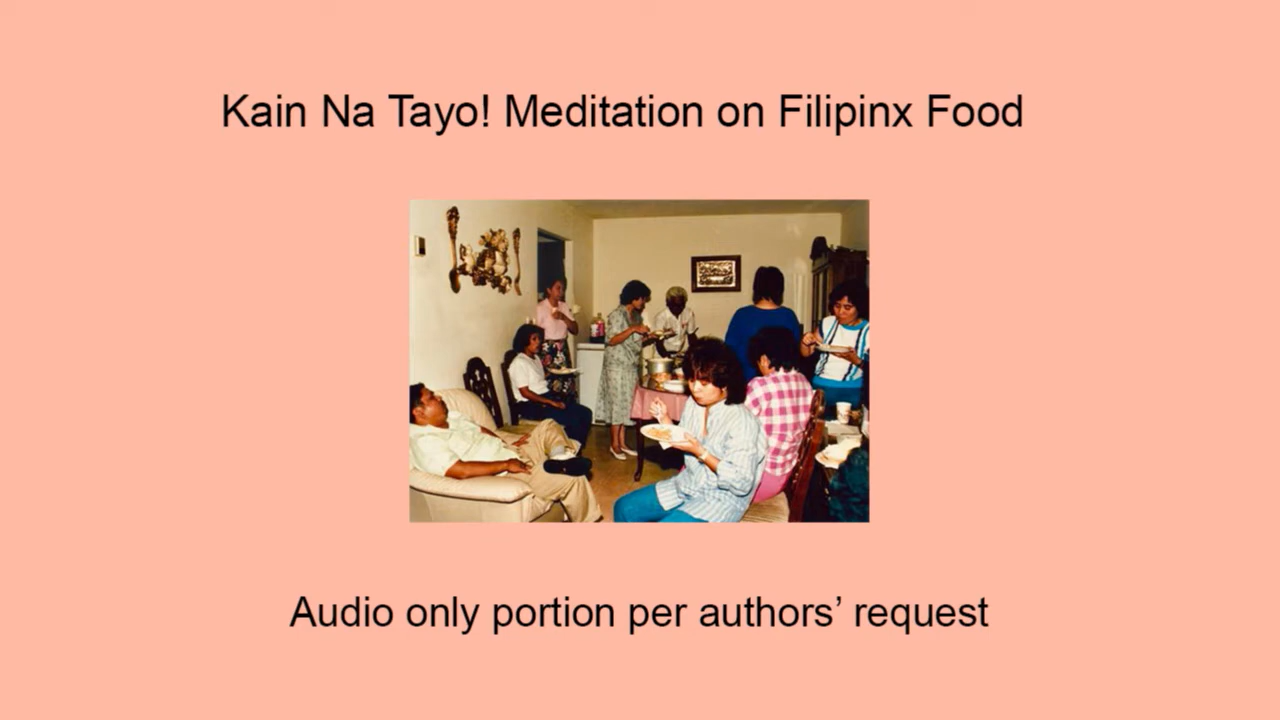 Kain Na Tayo! Meditation on Filipinx Food
Audio only portion per authors’ request